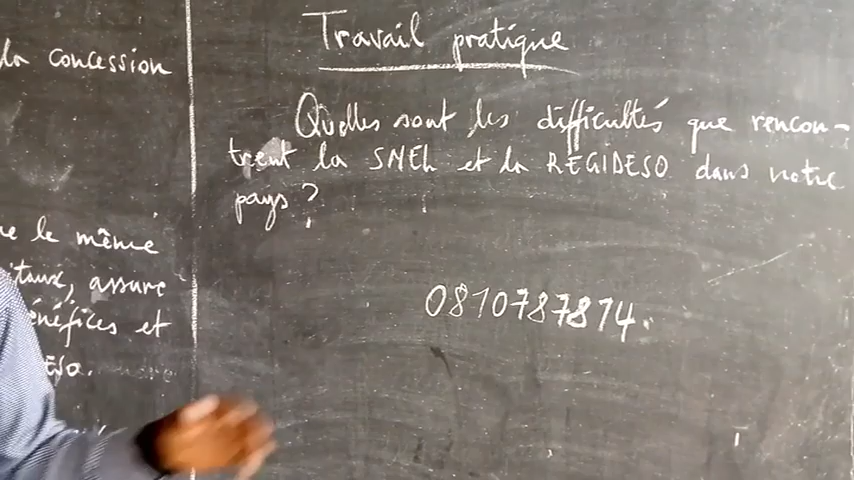 la concession
e le même
itaux, assure
énéfices et
Travail pratique
Quelles sont les difficultés que rencon-
trent la SNEL et la REGIDESO dans notre
pays ?
0810787874.